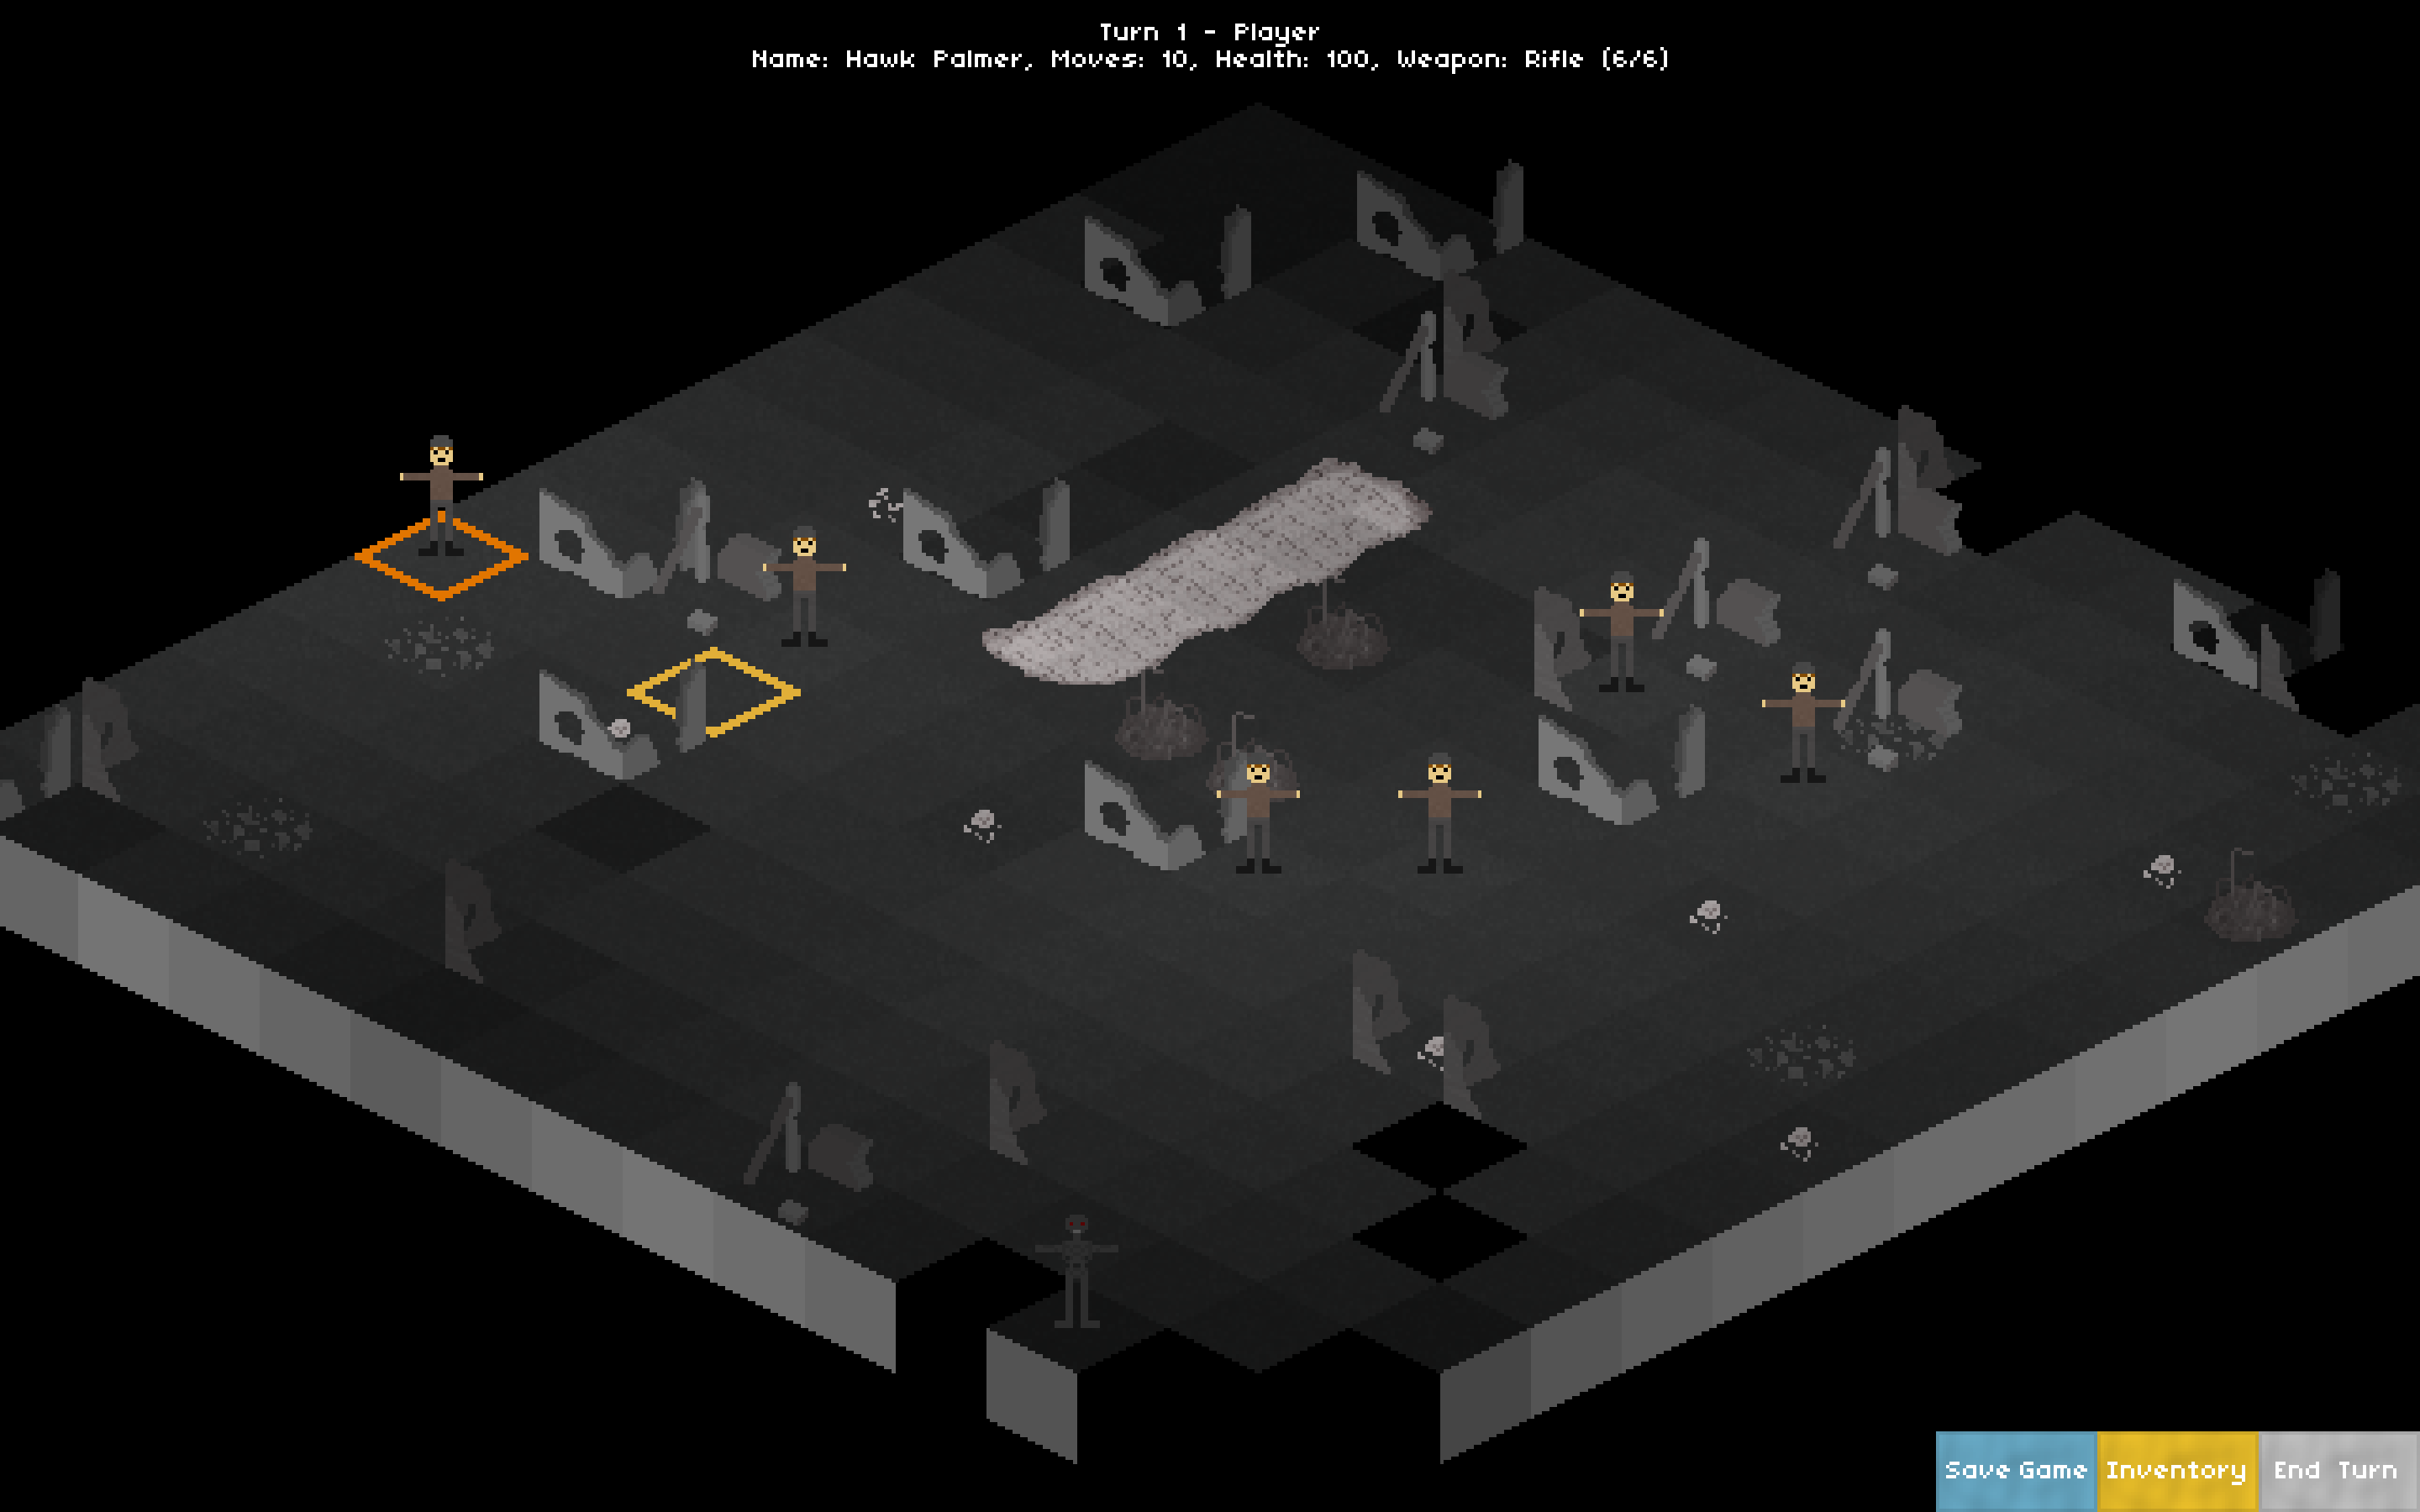 Turn 1 - Player
Name: Hawk Palmer, Moves: 10, Health: 100, Weapon: Rifle (6/6)
Save Game
Inventory
End Turn